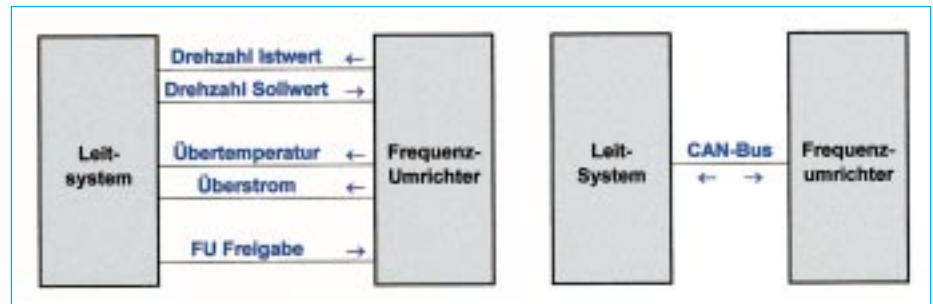 Leit-
system
Drehzahl Istwert ←
Drehzahl Sollwert →
Übertemperatur ←
Überstrom ←
FU Freigabe →
Frequenz-
Umrichter
Leit-
System
CAN-Bus
← →
Frequenz-
umrichter